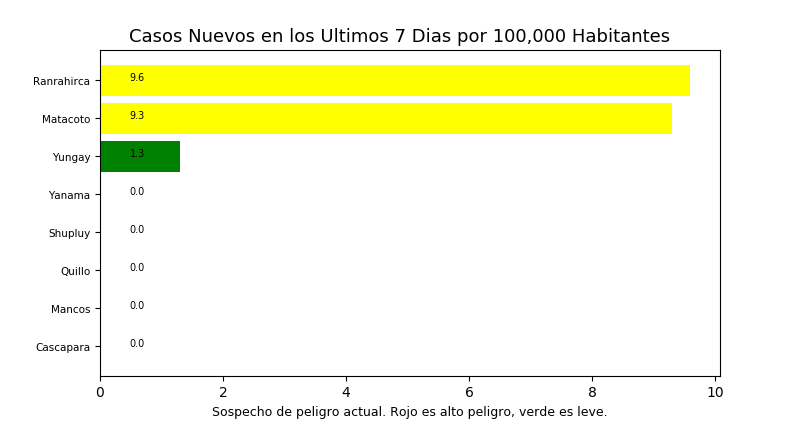 Casos Nuevos en los Ultimos 7 Dias por 100,000 Habitantes
Ranrahirca 9.6
Matacoto 9.3
Yungay 1.3
Yanama 0.0
Shupluy 0.0
Quillo 0.0
Mancos 0.0
Cascapara 0.0
0 2 4 6 8 10
Sospecho de peligro actual. Rojo es alto peligro, verde es leve.